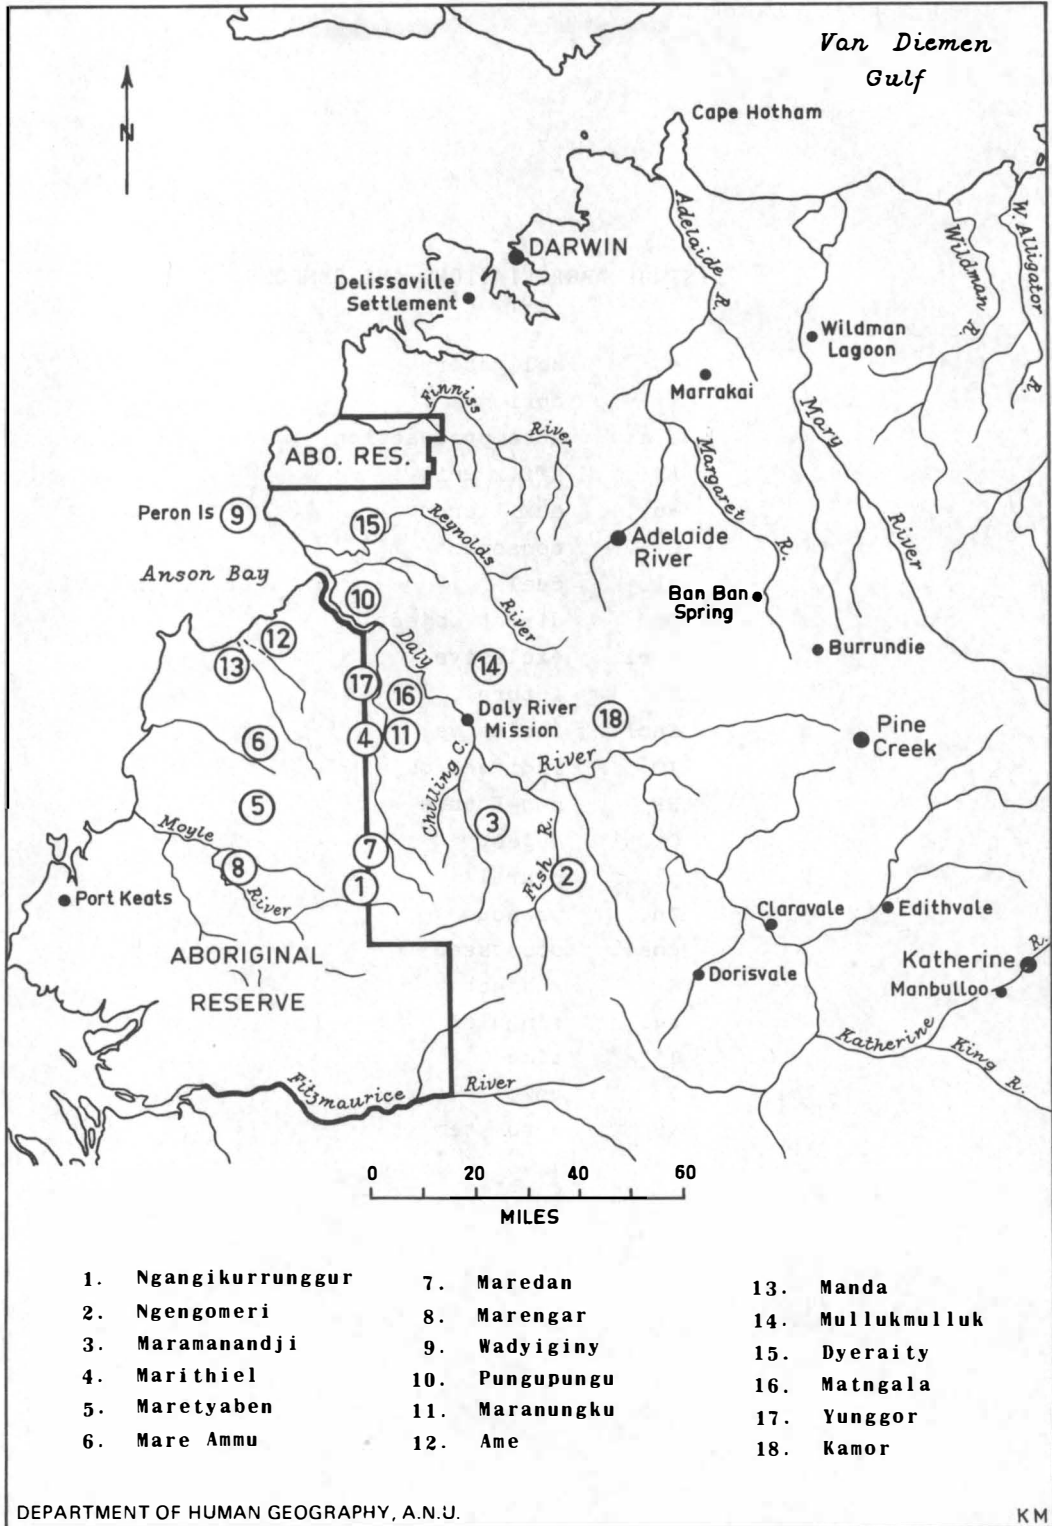 Van Diemen
Gulf
Cape Hotham
N
Adelaide R.
Wildman R.
W. Alligator R.
DARWIN
Delissaville
Settlement
Wildman
Lagoon
Marrakai
Finniss River
Mary River
ABO. RES.
Margaret R.
Peron Is 9
15
Reynolds River
Adelaide
River
Anson Bay
10
Ban Ban
Spring
12
Daly
Burrundie
13
14
17
16
Daly River
Mission
18
Pine
Creek
6
4
11
River
Chilling C.
5
3
Moyle River
7
Fish R.
8
1
2
Port Keats
Claravale
Edithvale
ABORIGINAL
RESERVE
Dorisvale
Katherine
R.
Manbulloo
Katherine
King R.
Fitzmaurice River
0 20 40 60
MILES
1. Ngangikurrunggur
2. Ngengomeri
3. Maramanandji
4. Marithiel
5. Maretyaben
6. Mare Ammu
7. Maredan
8. Marengar
9. Wadyiginy
10. Pungupungu
11. Maranungku
12. Ame
13. Manda
14. Mullukmulluk
15. Dyeraity
16. Matngala
17. Yunggor
18. Kamor
DEPARTMENT OF HUMAN GEOGRAPHY, A.N.U.
KM